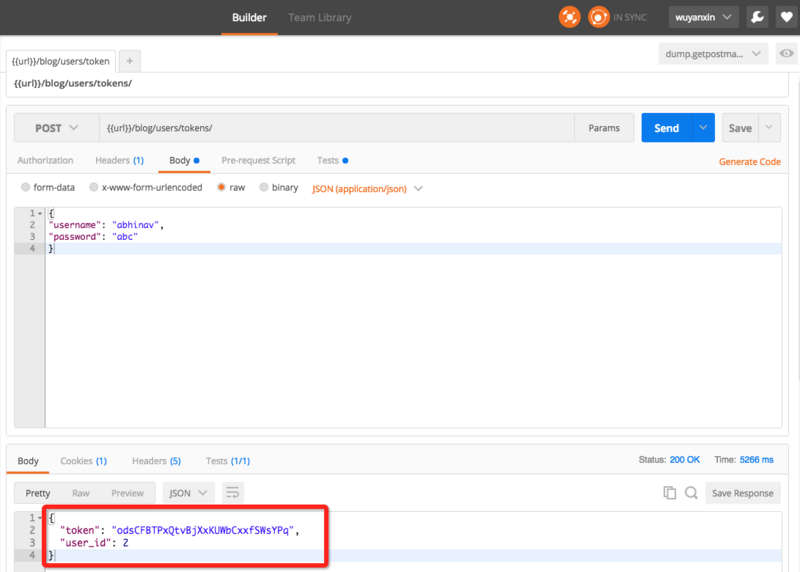 Builder Team Library IN SYNC wuyanxin
{{url}}/blog/users/token + dump.getpostma...
{{url}}/blog/users/tokens/
POST {{url}}/blog/users/tokens/ Params Send Save
Authorization Headers (1) Body Pre-request Script Tests Generate Code
form-data x-www-form-urlencoded raw binary JSON (application/json)
1 {
2 "username": "abhinav",
3 "password": "abc"
4 }
Body Cookies (1) Headers (5) Tests (1/1) Status: 200 OK Time: 5266 ms
Pretty Raw Preview JSON Save Response
1 {
2 "token": "odsCFBTPxQtvBjXxKUWbCxxfSWsYPq",
3 "user_id": 2
4 }